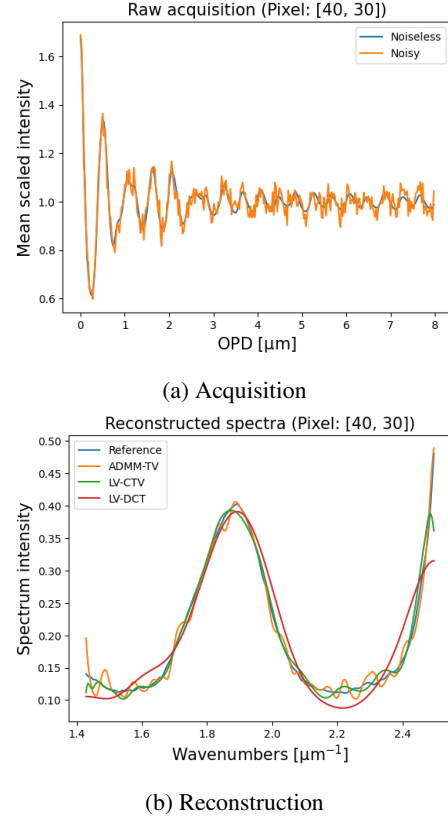 Raw acquisition (Pixel: [40, 30])
Noiseless
Noisy
Mean scaled intensity
1.6
1.4
1.2
1.0
0.8
0.6
0 1 2 3 4 5 6 7 8
OPD [μm]
(a) Acquisition
Reconstructed spectra (Pixel: [40, 30])
Reference
ADMM-TV
LV-CTV
LV-DCT
Spectrum intensity
0.50
0.45
0.40
0.35
0.30
0.25
0.20
0.15
0.10
1.4 1.6 1.8 2.0 2.2 2.4
Wavenumbers [μm⁻¹]
(b) Reconstruction